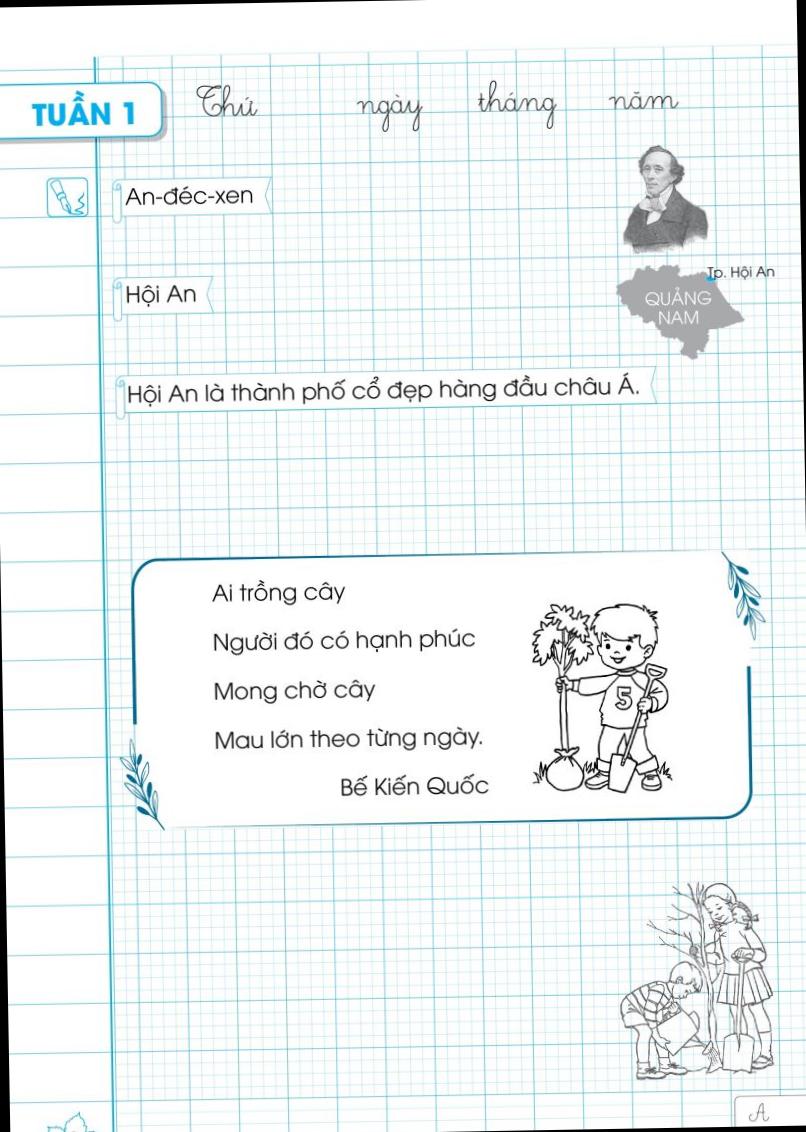 TUẦN 1
Thứ ngày tháng năm
An-đéc-xen
Hội An
Tp. Hội An
QUẢNG
NAM
Hội An là thành phố cổ đẹp hàng đầu châu Á.
Ai trồng cây
Người đó có hạnh phúc
Mong chờ cây
Mau lớn theo từng ngày.
Bế Kiến Quốc
5
A